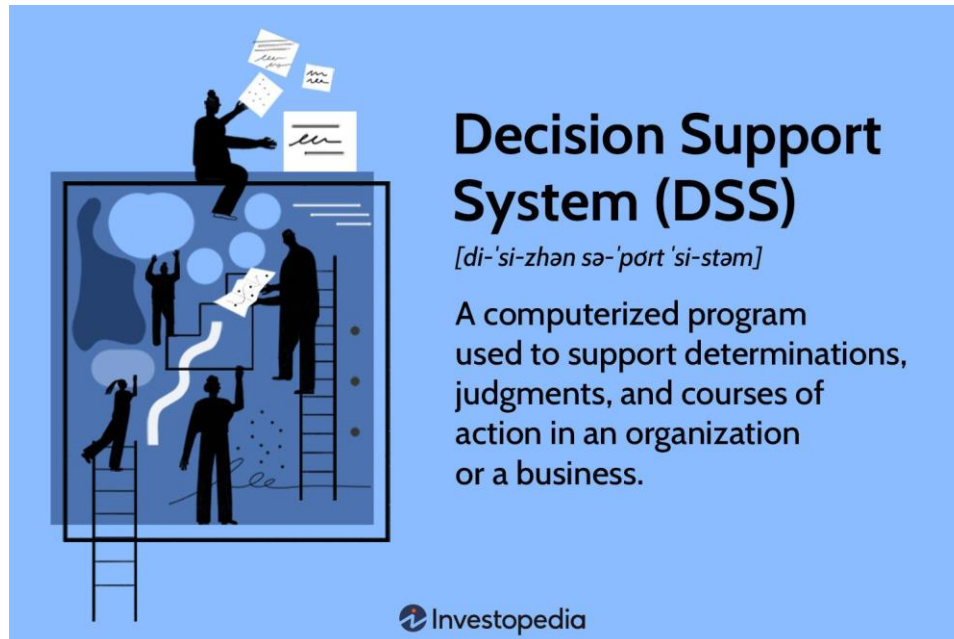 Decision Support
System (DSS)
[di-ˈsi-zhən sə-ˈpórt ˈsi-stəm]
A computerized program
used to support determinations,
judgments, and courses of
action in an organization
or a business.
Investopedia